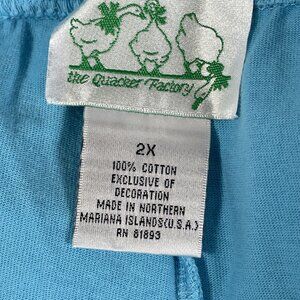 the Quacker Factory
2X
100% COTTON
EXCLUSIVE OF
DECORATION
MADE IN NORTHERN
MARIANA ISLANDS(U.S.A.)
RN 81893